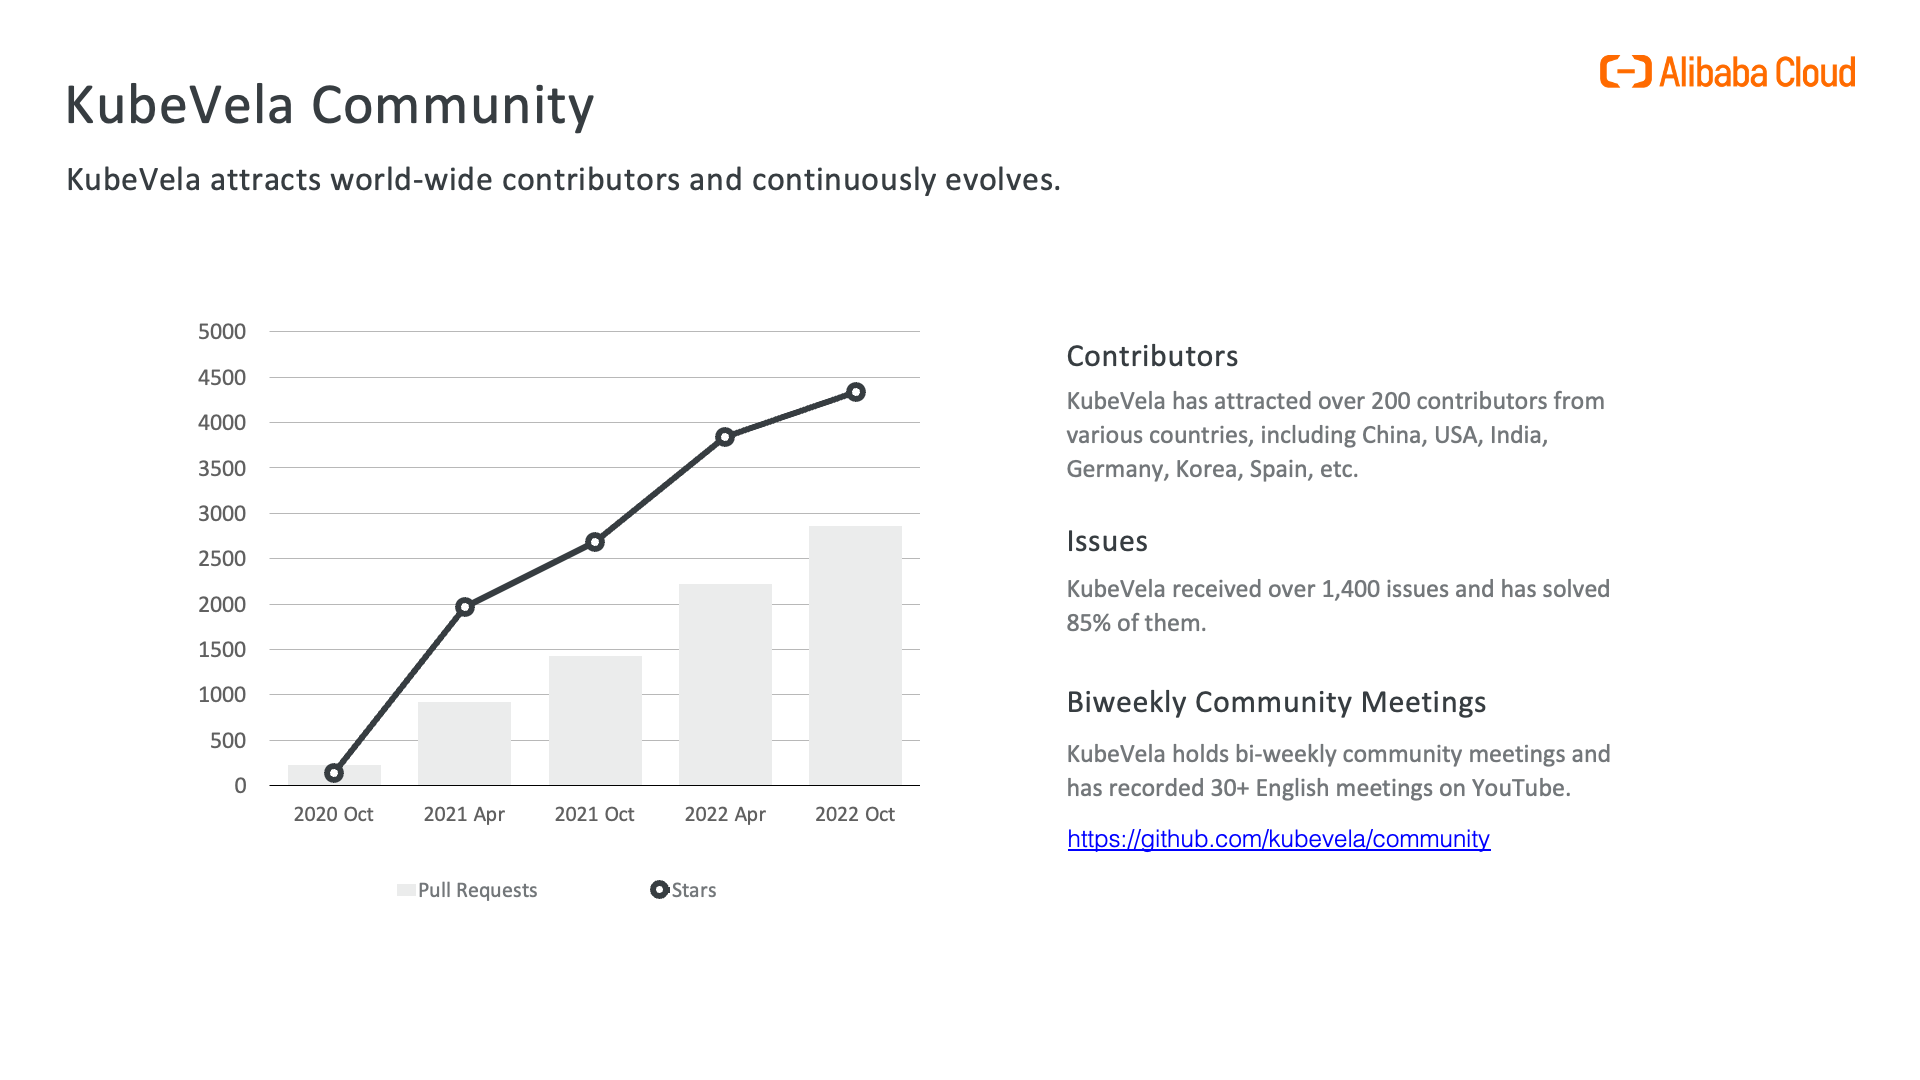 Alibaba Cloud
KubeVela Community
KubeVela attracts world-wide contributors and continuously evolves.
5000
4500
4000
3500
3000
2500
2000
1500
1000
500
0
2020 Oct
2021 Apr
2021 Oct
2022 Apr
2022 Oct
Pull Requests
Stars
Contributors
KubeVela has attracted over 200 contributors from
various countries, including China, USA, India,
Germany, Korea, Spain, etc.
Issues
KubeVela received over 1,400 issues and has solved
85% of them.
Biweekly Community Meetings
KubeVela holds bi-weekly community meetings and
has recorded 30+ English meetings on YouTube.
https://github.com/kubevela/community